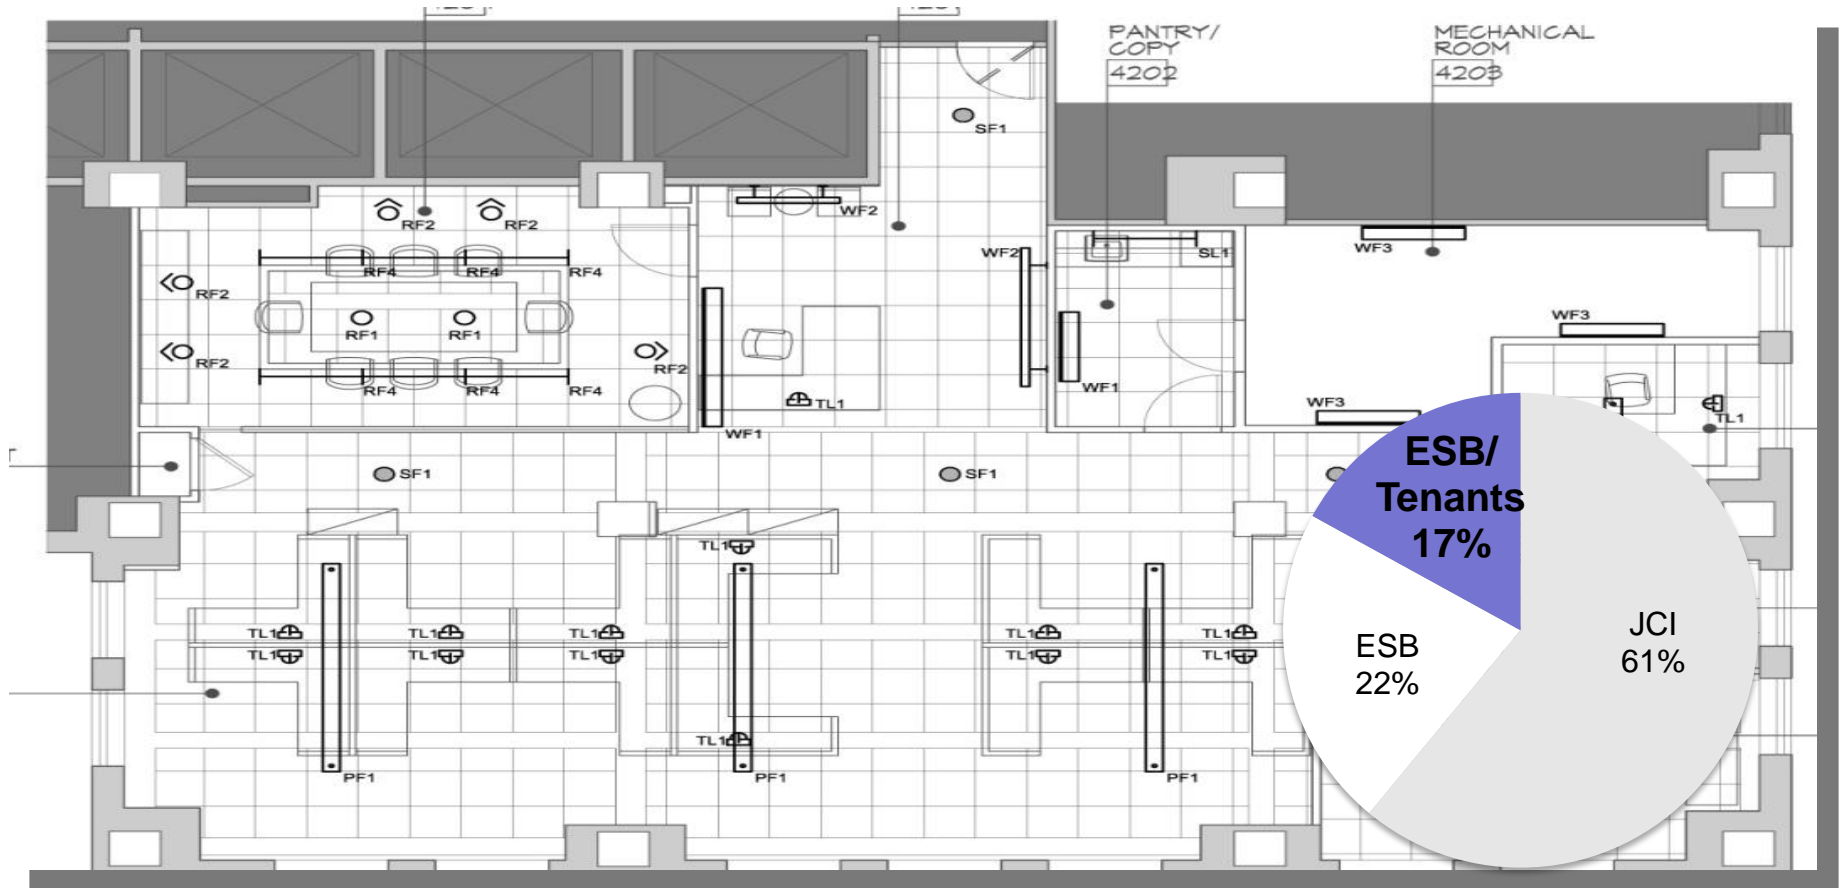 PANTRY/
COPY
4202
MECHANICAL
ROOM
4203
SF1
RF2
RF2
WF2
WF3
RF2
RF4
RF4
RF4
WF2
SL1
RF1
RF1
WF3
RF2
RF2
RF4
RF4
RF4
WF1
TL1
WF3
TL1
WF1
SF1
SF1
ESB/
Tenants
17%
TL1
TL1
TL1
TL1
TL1
TL1
TL1
TL1
TL1
TL1
TL1
JCI
61%
ESB
22%
TL1
PF1
PF1
PF1